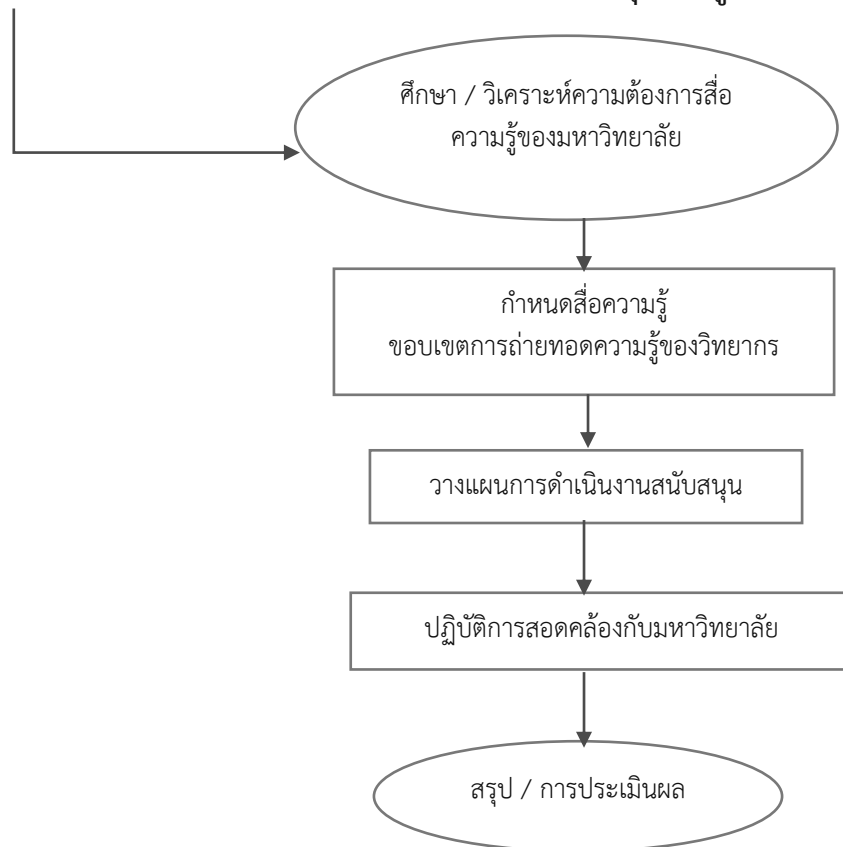 ศึกษา / วิเคราะห์ความต้องการสื่อ
ความรู้ของมหาวิทยาลัย
กำหนดสื่อความรู้
ขอบเขตการถ่ายทอดความรู้ของวิทยากร
วางแผนการดำเนินงานสนับสนุน
ปฏิบัติการสอดคล้องกับมหาวิทยาลัย
สรุป / การประเมินผล